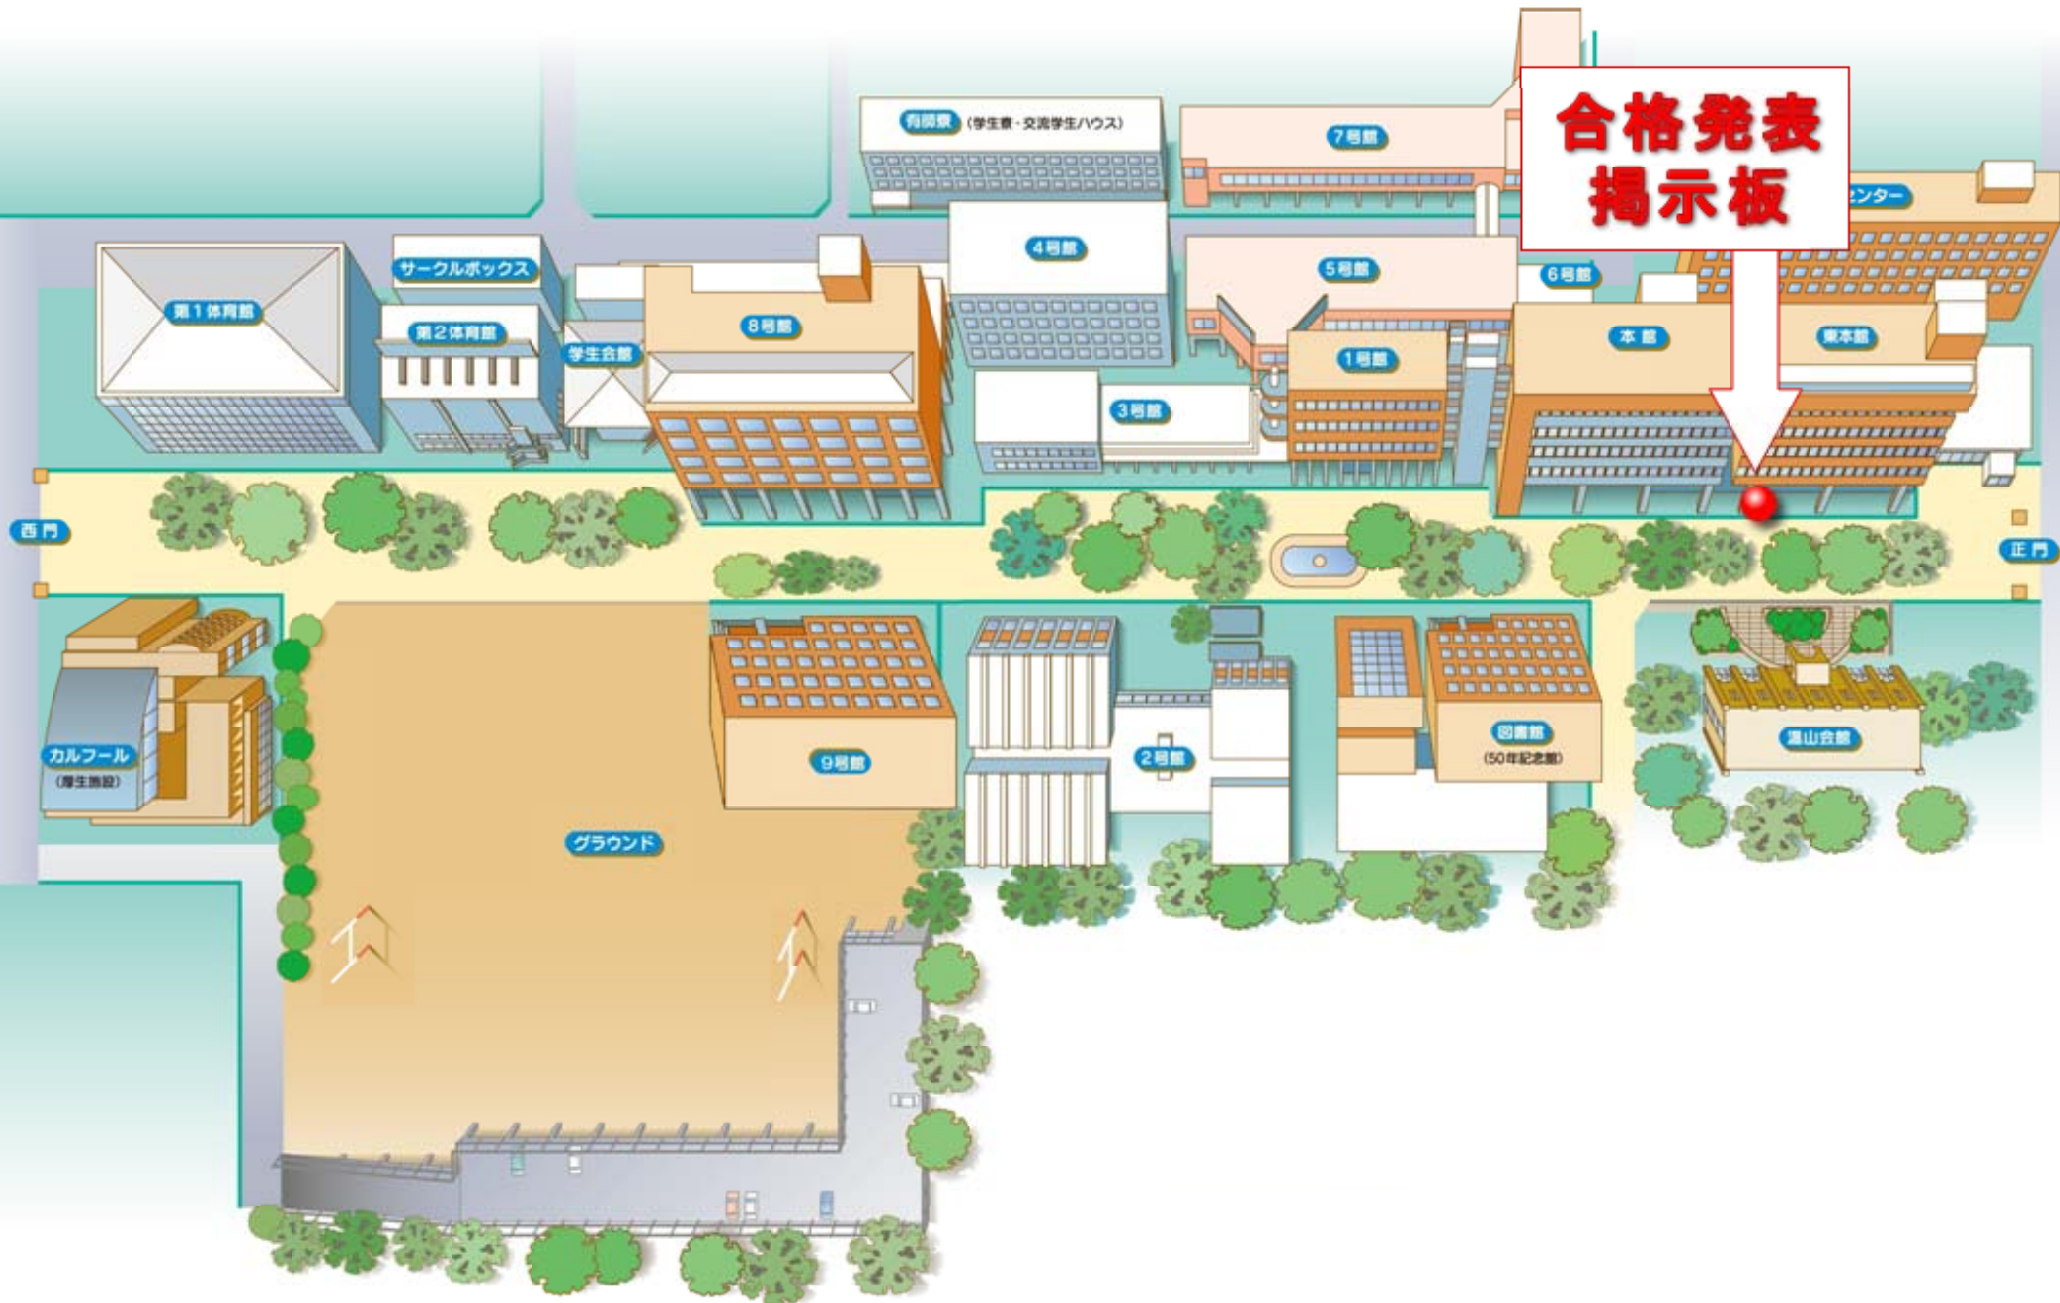 合格発表
掲示板
有師寮 (学生寮・交流学生ハウス)
7号館
センター
4号館
5号館
6号館
サークルボックス
第1体育館
第2体育館
学生会館
8号館
3号館
1号館
本館
東本館
西門
正門
カルフール
(厚生施設)
9号館
2号館
図書館
(50年記念館)
温山会館
グラウンド